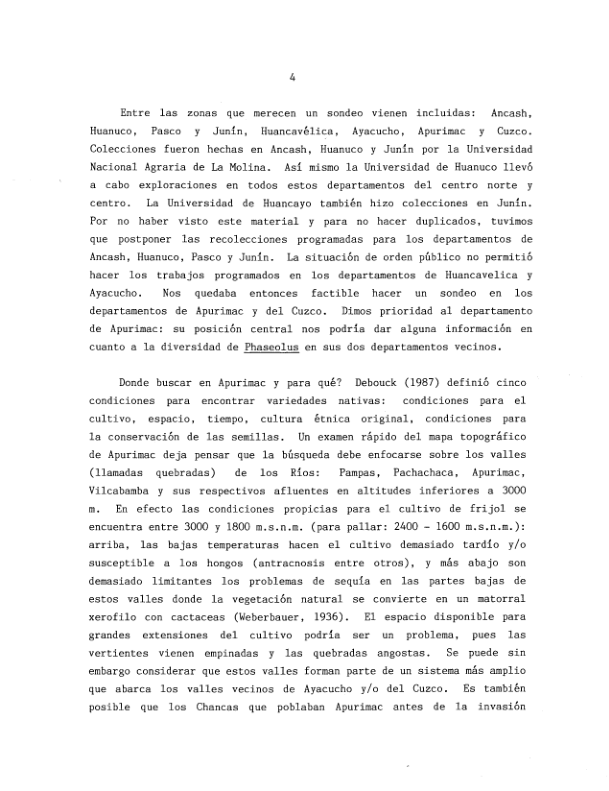 4
Entre las zonas que merecen un sondeo vienen incluidas: Ancash,
Huanuco, Pasco y Junín, Huancavélica, Ayacucho, Apurimac y Cuzco.
Colecciones fueron hechas en Ancash, Huanuco y Junín por la Universidad
Nacional Agraria de La Molina. Así mismo la Universidad de Huanuco llevó
a cabo exploraciones en todos estos departamentos del centro norte y
centro. La Universidad de Huancayo también hizo colecciones en Junín.
Por no haber visto este material y para no hacer duplicados, tuvimos
que postponer las recolecciones programadas para los departamentos de
Ancash, Huanuco, Pasco y Junín. La situación de orden público no permitió
hacer los trabajos programados en los departamentos de Huancavelica y
Ayacucho. Nos quedaba entonces factible hacer un sondeo en los
departamentos de Apurimac y del Cuzco. Dimos prioridad al departamento
de Apurimac: su posición central nos podría dar alguna información en
cuanto a la diversidad de Phaseolus en sus dos departamentos vecinos.
Donde buscar en Apurimac y para qué? Debouck (1987) definió cinco
condiciones para encontrar variedades nativas: condiciones para el
cultivo, espacio, tiempo, cultura étnica original, condiciones para
la conservación de las semillas. Un examen rápido del mapa topográfico
de Apurimac deja pensar que la búsqueda debe enfocarse sobre los valles
(llamadas quebradas) de los Ríos: Pampas, Pachachaca, Apurimac,
Vilcabamba y sus respectivos afluentes en altitudes inferiores a 3000
m. En efecto las condiciones propicias para el cultivo de frijol se
encuentra entre 3000 y 1800 m.s.n.m. (para pallar: 2400 - 1600 m.s.n.m.):
arriba, las bajas temperaturas hacen el cultivo demasiado tardío y/o
susceptible a los hongos (antracnosis entre otros), y más abajo son
demasiado limitantes los problemas de sequía en las partes bajas de
estos valles donde la vegetación natural se convierte en un matorral
xerofilo con cactaceas (Weberbauer, 1936). El espacio disponible para
grandes extensiones del cultivo podría ser un problema, pues las
vertientes vienen empinadas y las quebradas angostas. Se puede sin
embargo considerar que estos valles forman parte de un sistema más amplio
que abarca los valles vecinos de Ayacucho y/o del Cuzco. Es también
posible que los Chancas que poblaban Apurimac antes de la invasión